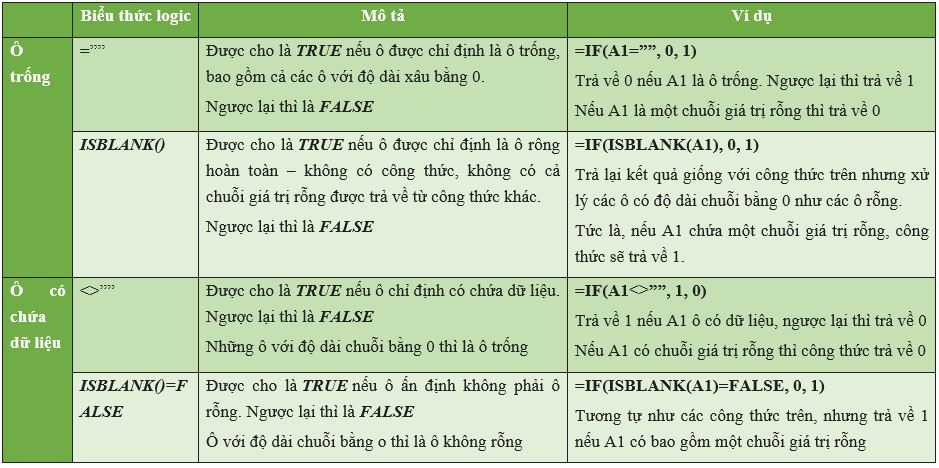 Biểu thức logic Mô tả Ví dụ
Ô trống
=””
Được cho là TRUE nếu ô được chỉ định là ô trống,
bao gồm cả các ô với độ dài xâu bằng 0.
Ngược lại thì là FALSE
=IF(A1=””, 0, 1)
Trả về 0 nếu A1 là ô trống. Ngược lại thì trả về 1
Nếu A1 là một chuỗi giá trị rỗng thì trả về 0
ISBLANK()
Được cho là TRUE nếu ô được chỉ định là ô rông
hoàn toàn – không có công thức, không có cả
chuỗi giá trị rỗng được trả về từ công thức khác.
Ngược lại thì là FALSE
=IF(ISBLANK(A1), 0, 1)
Trả lại kết quả giống với công thức trên nhưng xử
lý các ô có độ dài chuỗi bằng 0 như các ô rỗng.
Tức là, nếu A1 chứa một chuỗi giá trị rỗng, công
thức sẽ trả về 1.
Ô có
chứa
dữ liệu
<>””
Được cho là TRUE nếu ô chỉ định có chứa dữ liệu.
Ngược lại thì là FALSE
Những ô với độ dài chuỗi bằng 0 thì là ô trống
=IF(A1<>””, 1, 0)
Trả về 1 nếu A1 ô có dữ liệu, ngược lại thì trả về 0
Nếu A1 có chuỗi giá trị rỗng thì công thức trả về 0
ISBLANK()=F
ALSE
Được cho là TRUE nếu ô ấn định không phải ô
rỗng. Ngược lại thì là FALSE
Ô với độ dài chuỗi bằng o thì là ô không rỗng
=IF(ISBLANK(A1)=FALSE, 0, 1)
Tương tự như các công thức trên, nhưng trả về 1
nếu A1 có bao gồm một chuỗi giá trị rỗng